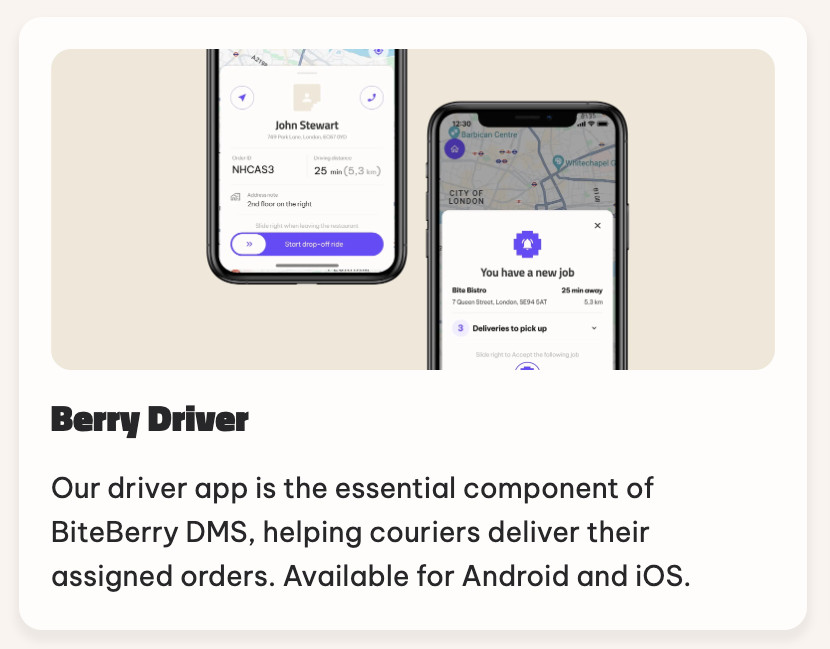 A219
John Stewart
Order ID
Driving distance
NHCAS3
25 min (5,3 km)
Address note
2nd floor on the right
Slide right when leaving the restaurant
Start drop-off ride
12:30
Barbican Centre
Whitechapel G
CITY OF
LONDON
You have a new job
Bite Bistro
25 min away
7 Queen Street, London, SE94 5AT
5,3 km
3 Deliveries to pick up
Slide right to Accept the following job
Berry Driver
Our driver app is the essential component of
BiteBerry DMS, helping couriers deliver their
assigned orders. Available for Android and iOS.